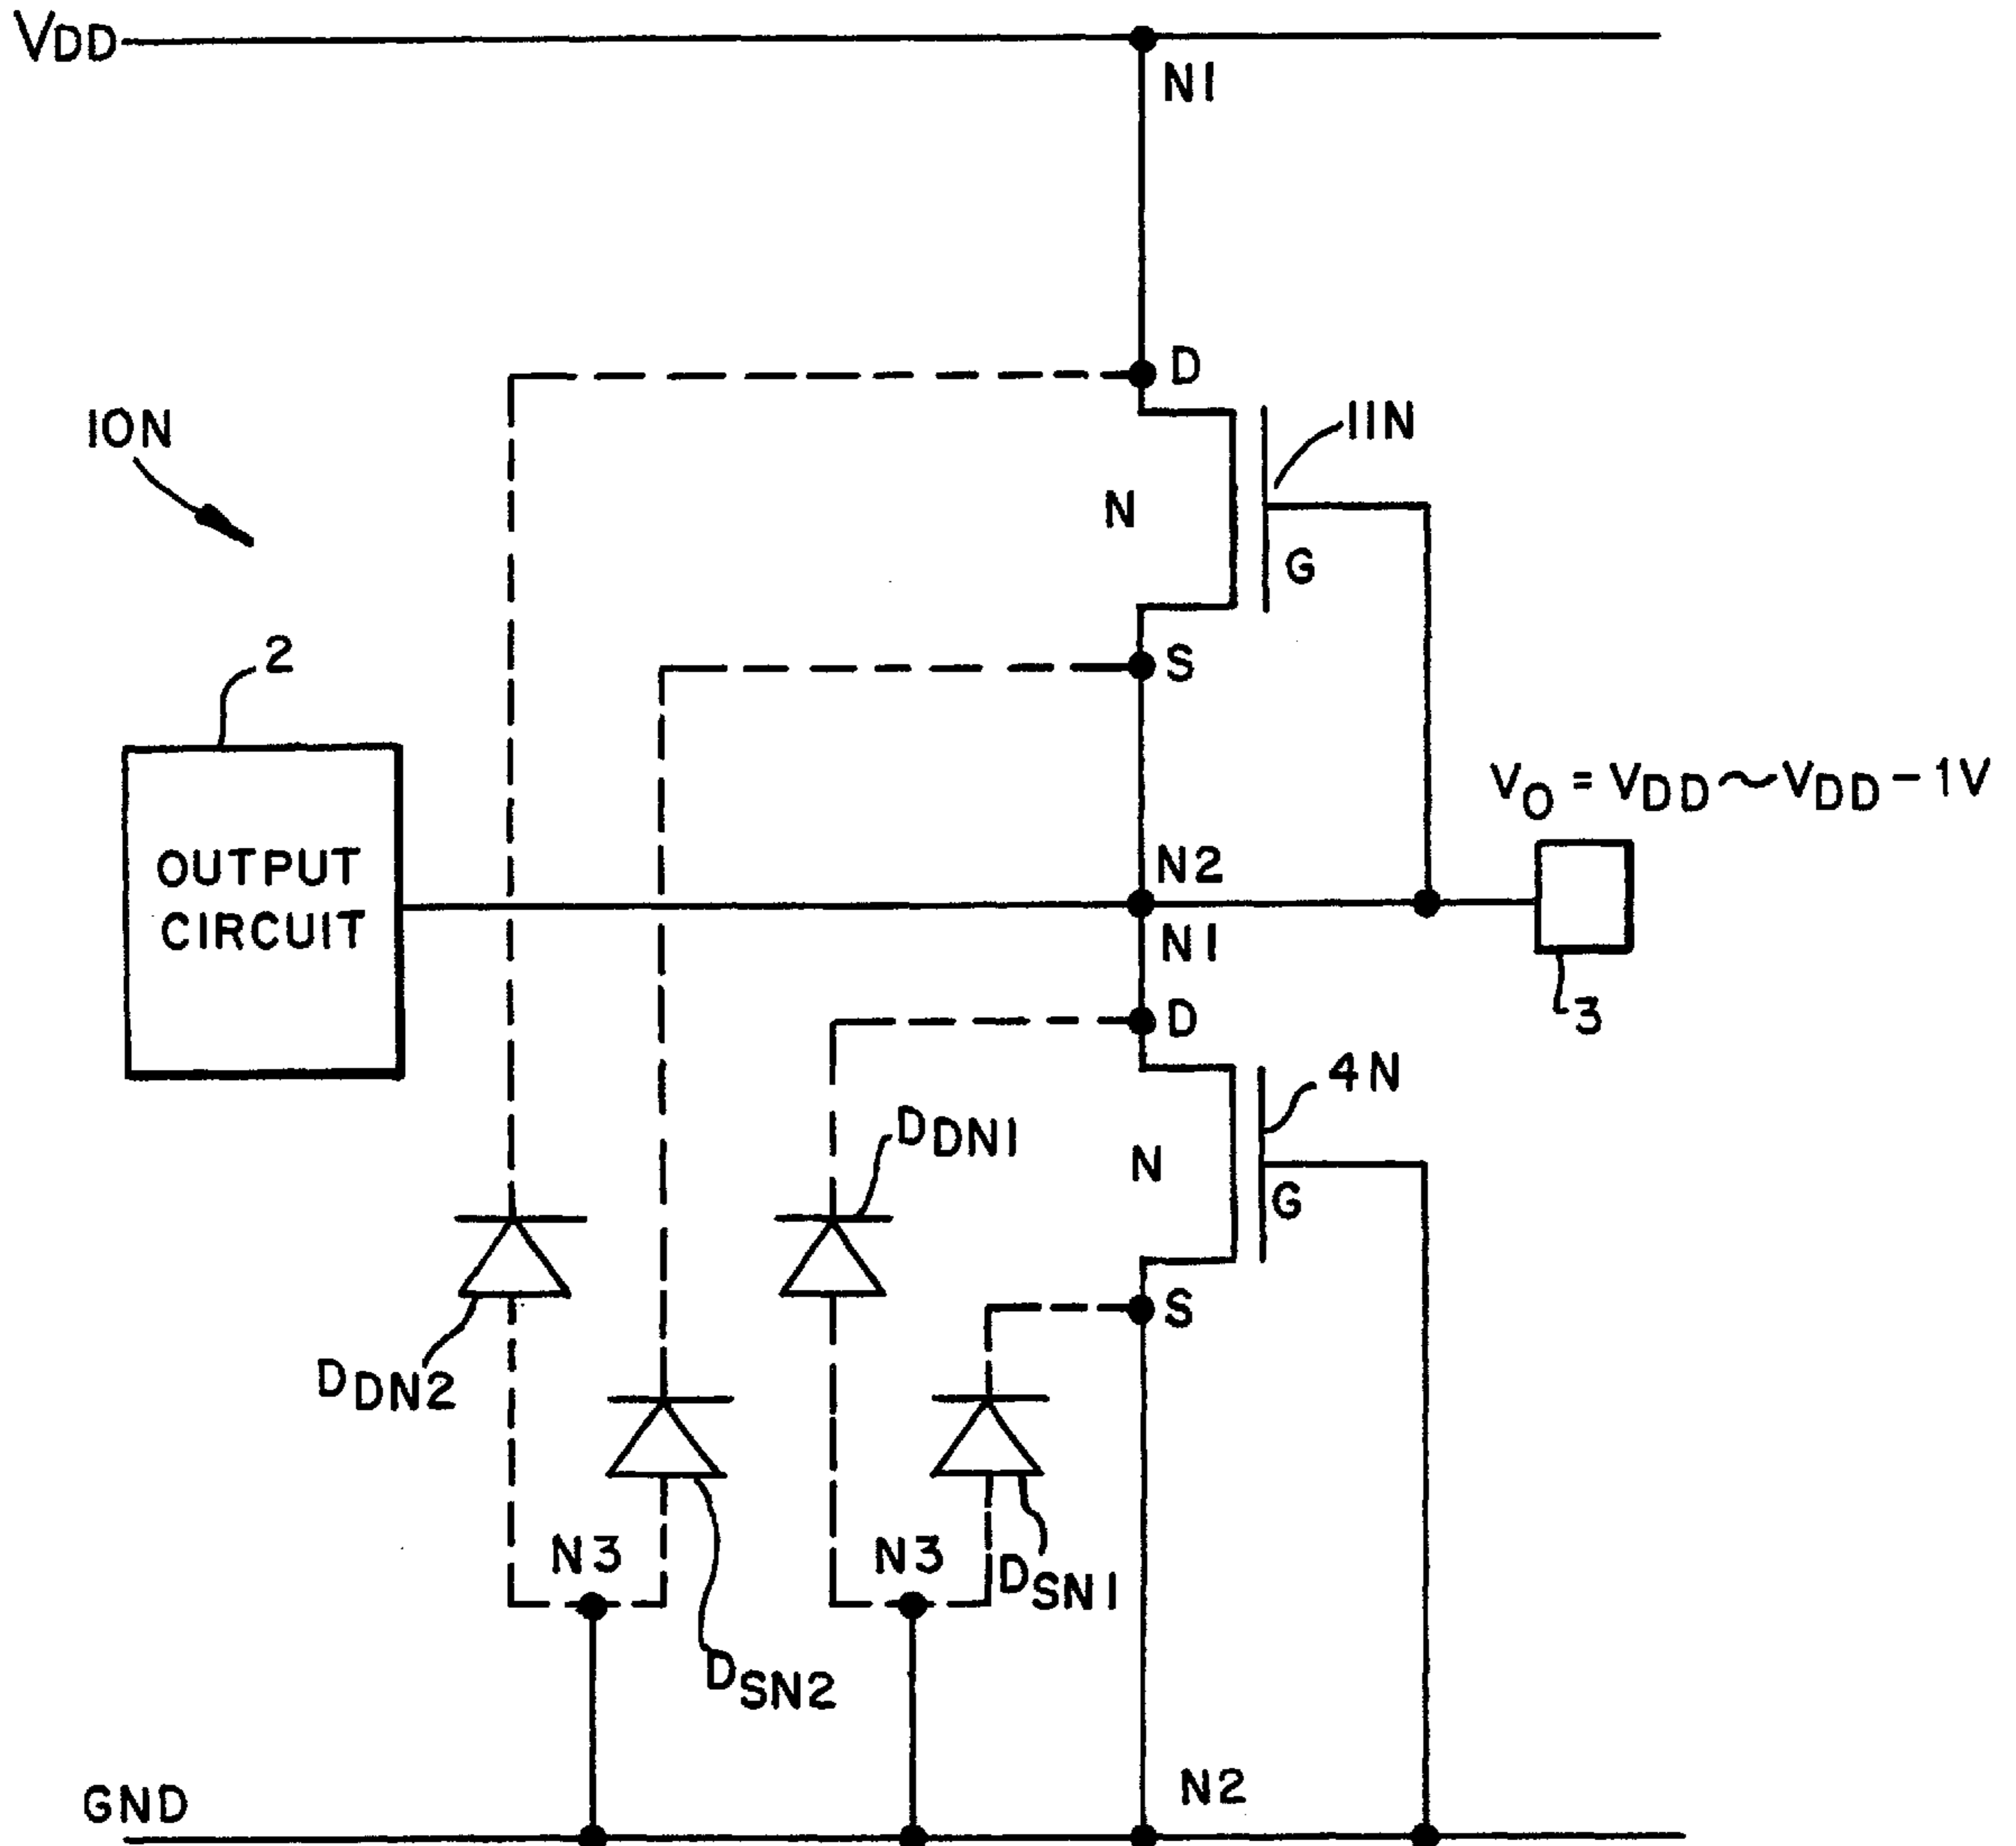 VDD
N1
D
10N
11N
N
G
2
S
VO = VDD ~ VDD - 1V
OUTPUT
CIRCUIT
N2
N1
3
D
4N
DDN1
N
G
S
DDN2
N3
N3
DSN1
DSN2
N2
GND